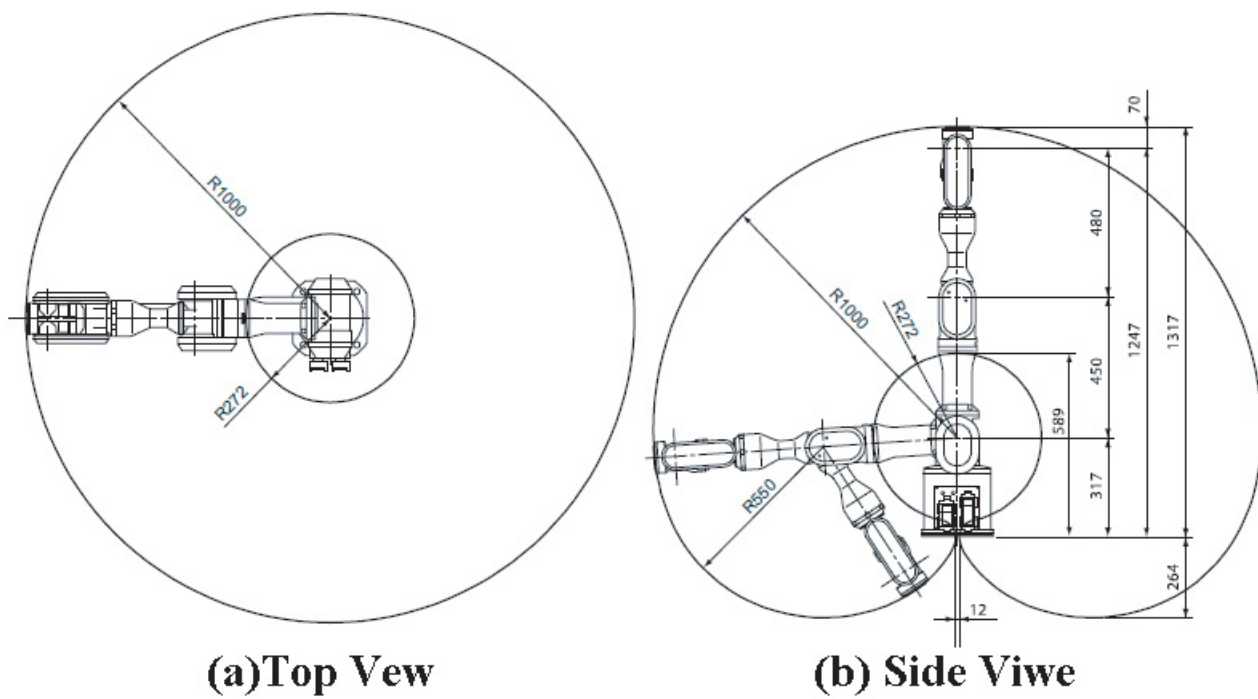 R1000
R272
70
480
R1000
R272
1247
1317
450
589
317
R550
264
12
(a)Top Vew
(b) Side Viwe